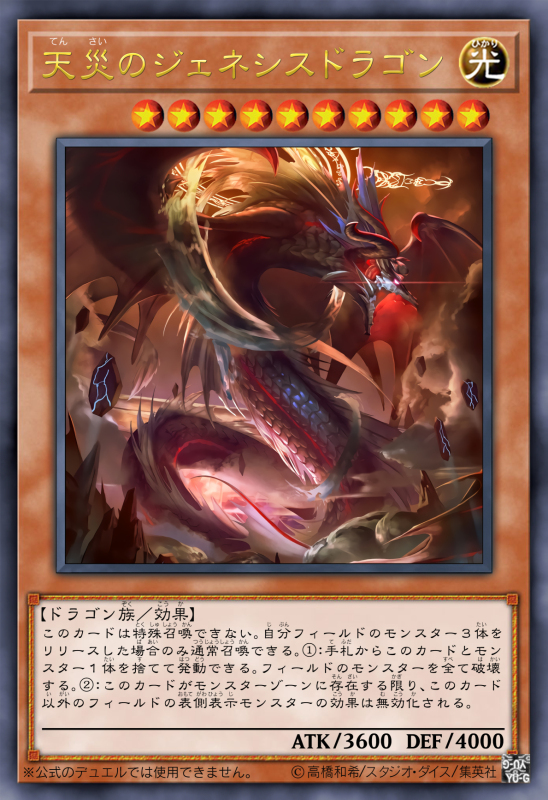 天災のジェネシスドラゴン 光
【ドラゴン族／効果】
このカードは特殊召喚できない。自分フィールドのモンスター３体を
リリースした場合のみ通常召喚できる。①：手札からこのカードとモン
スター１体を捨てて発動できる。フィールドのモンスターを全て破壊
する。②：このカードがモンスターゾーンに存在する限り、このカード
以外のフィールドの表側表示モンスターの効果は無効化される。
ATK/3600 DEF/4000
※公式のデュエルでは使用できません。 ©高橋和希/スタジオ・ダイス/集英社